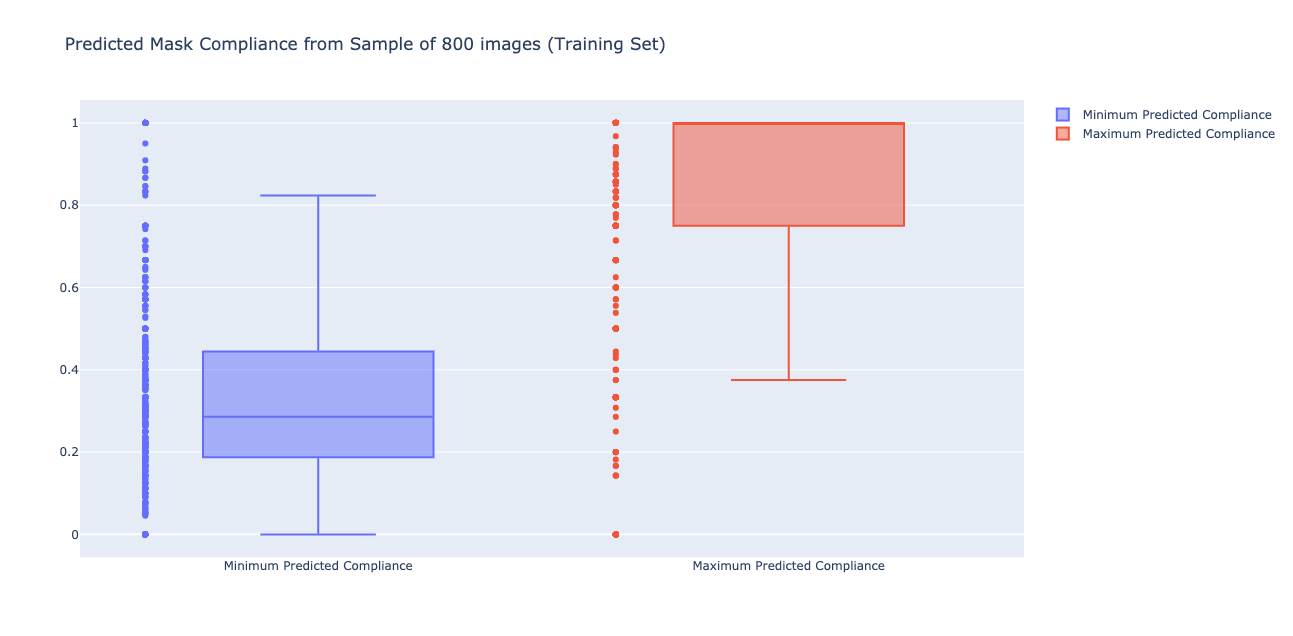 Predicted Mask Compliance from Sample of 800 images (Training Set)
Minimum Predicted Compliance
Maximum Predicted Compliance
1
0.8
0.6
0.4
0.2
0
Minimum Predicted Compliance
Maximum Predicted Compliance